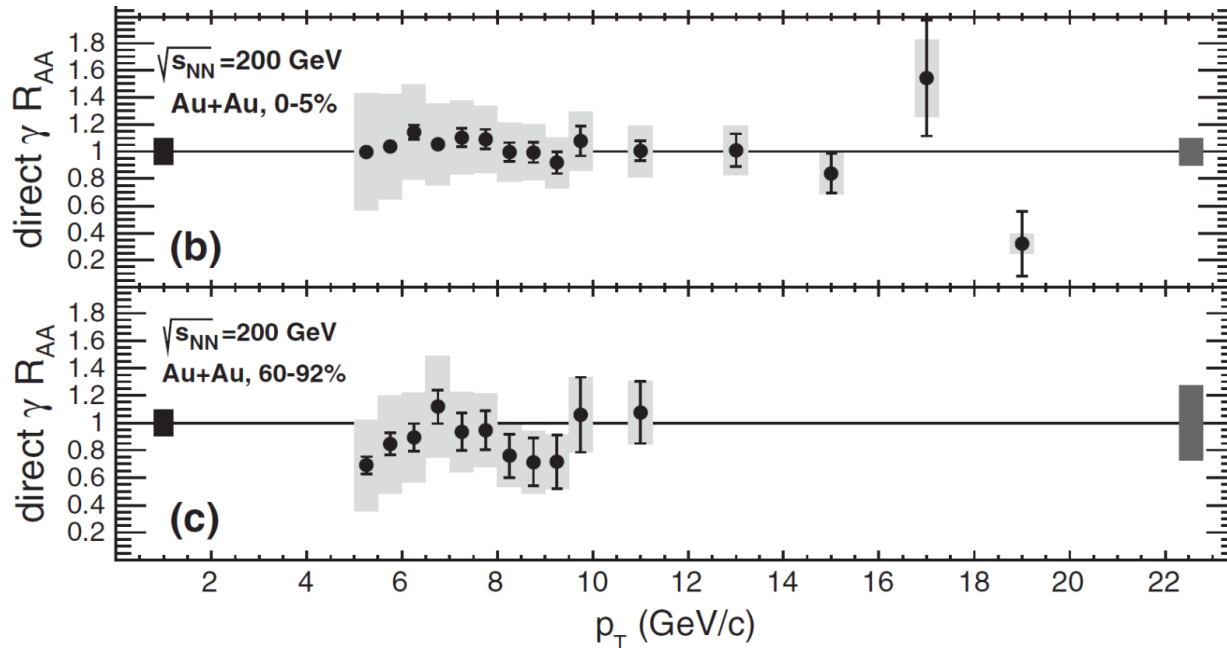 direct γ R_AA
1.8
1.6
1.4
1.2
1
0.8
0.6
0.4
0.2
√s_NN =200 GeV
Au+Au, 0-5%
(b)
direct γ R_AA
1.8
1.6
1.4
1.2
1
0.8
0.6
0.4
0.2
√s_NN =200 GeV
Au+Au, 60-92%
(c)
2 4 6 8 10 12 14 16 18 20 22
p_T (GeV/c)